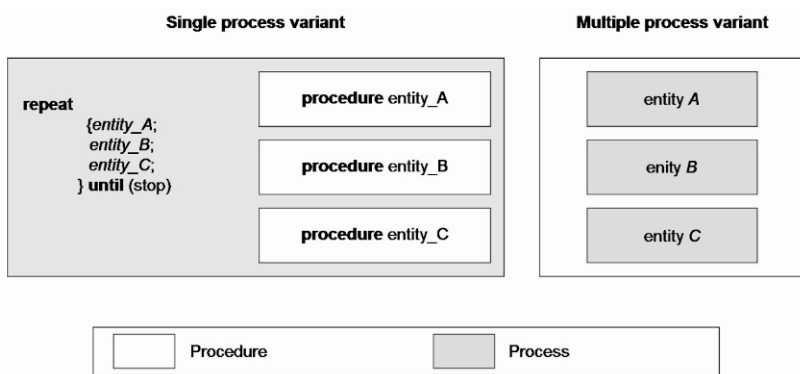 Single process variant
Multiple process variant
repeat
{entity_A;
entity_B;
entity_C;
} until (stop)
procedure entity_A
procedure entity_B
procedure entity_C
entity A
enity B
entity C
Procedure
Process